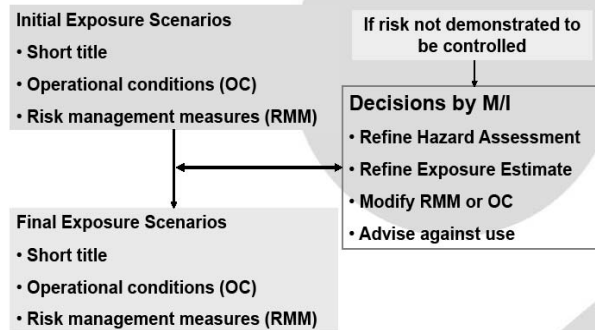 Initial Exposure Scenarios
• Short title
• Operational conditions (OC)
• Risk management measures (RMM)
If risk not demonstrated to
be controlled
Decisions by M/I
• Refine Hazard Assessment
• Refine Exposure Estimate
• Modify RMM or OC
• Advise against use
Final Exposure Scenarios
• Short title
• Operational conditions (OC)
• Risk management measures (RMM)